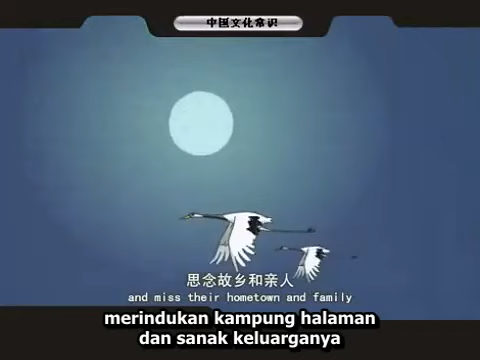 中国文化常识
思念故乡和亲人
and miss their hometown and family
merindukan kampung halaman
dan sanak keluarganya